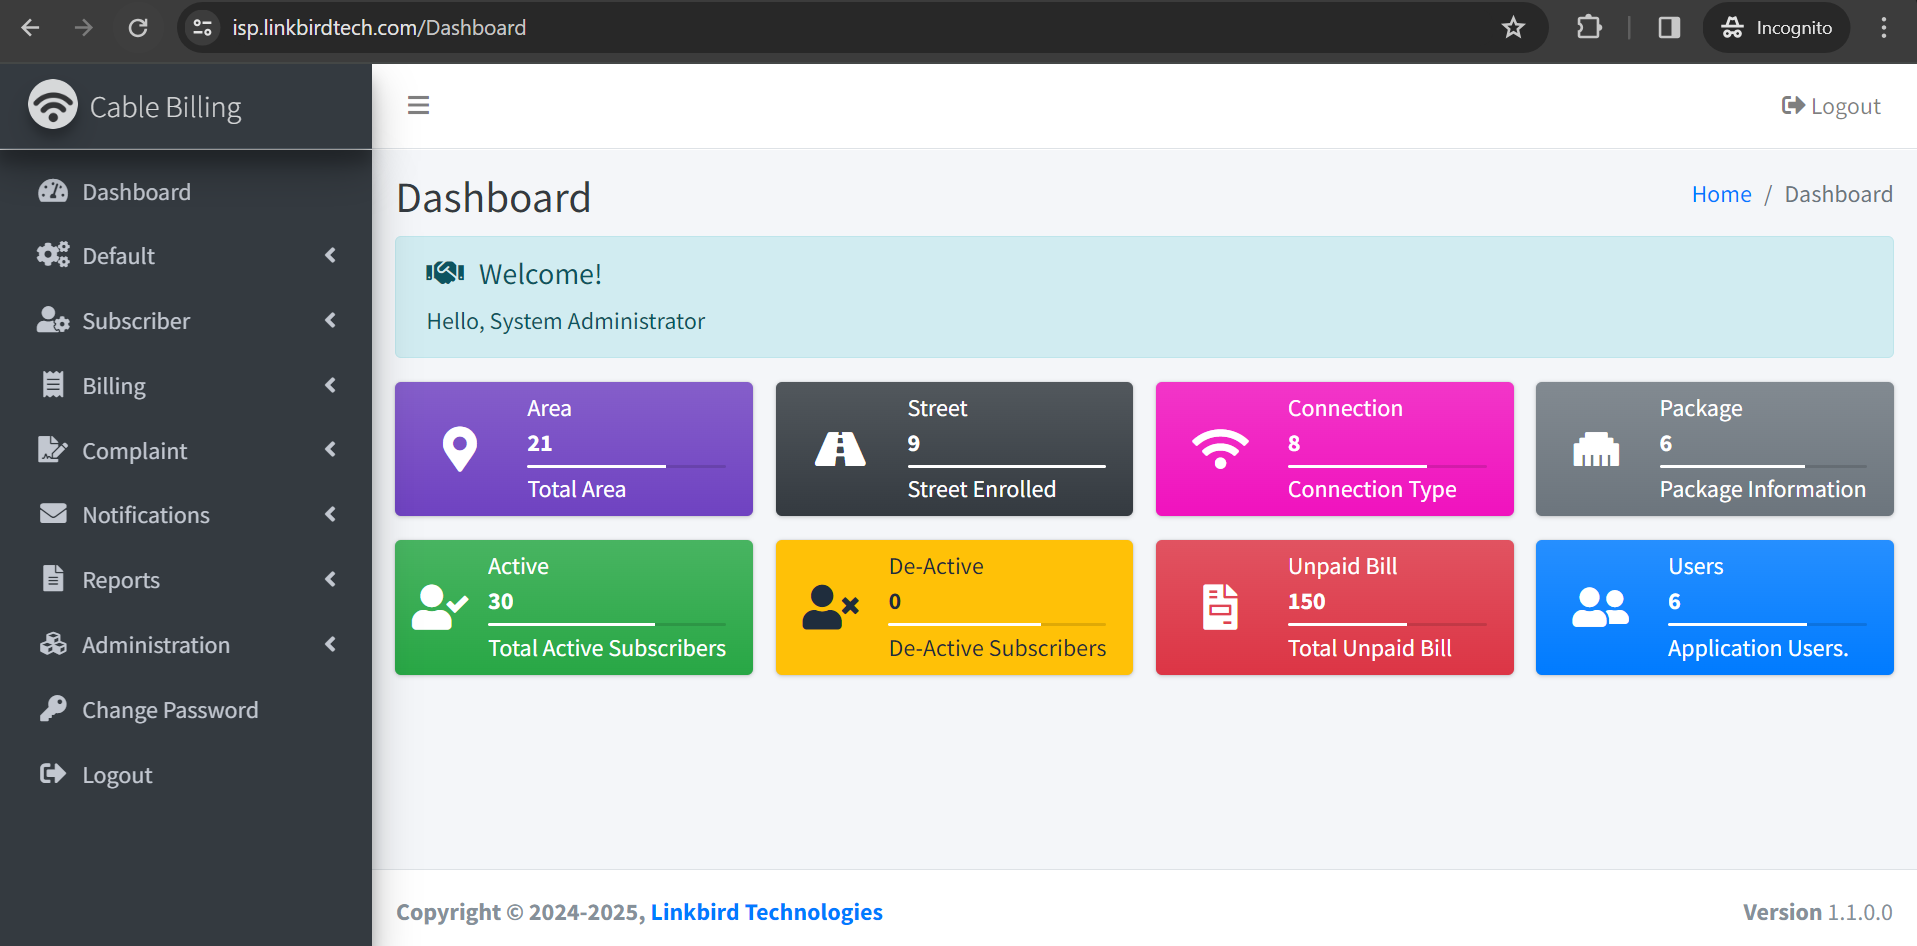 isp.linkbirdtech.com/Dashboard
Incognito
Cable Billing
Logout
Dashboard
Default
Subscriber
Billing
Complaint
Notifications
Reports
Administration
Change Password
Logout
Dashboard
Home / Dashboard
Welcome!
Hello, System Administrator
Area
21
Total Area
Street
9
Street Enrolled
Connection
8
Connection Type
Package
6
Package Information
Active
30
Total Active Subscribers
De-Active
0
De-Active Subscribers
Unpaid Bill
150
Total Unpaid Bill
Users
6
Application Users.
Copyright © 2024-2025, Linkbird Technologies
Version 1.1.0.0